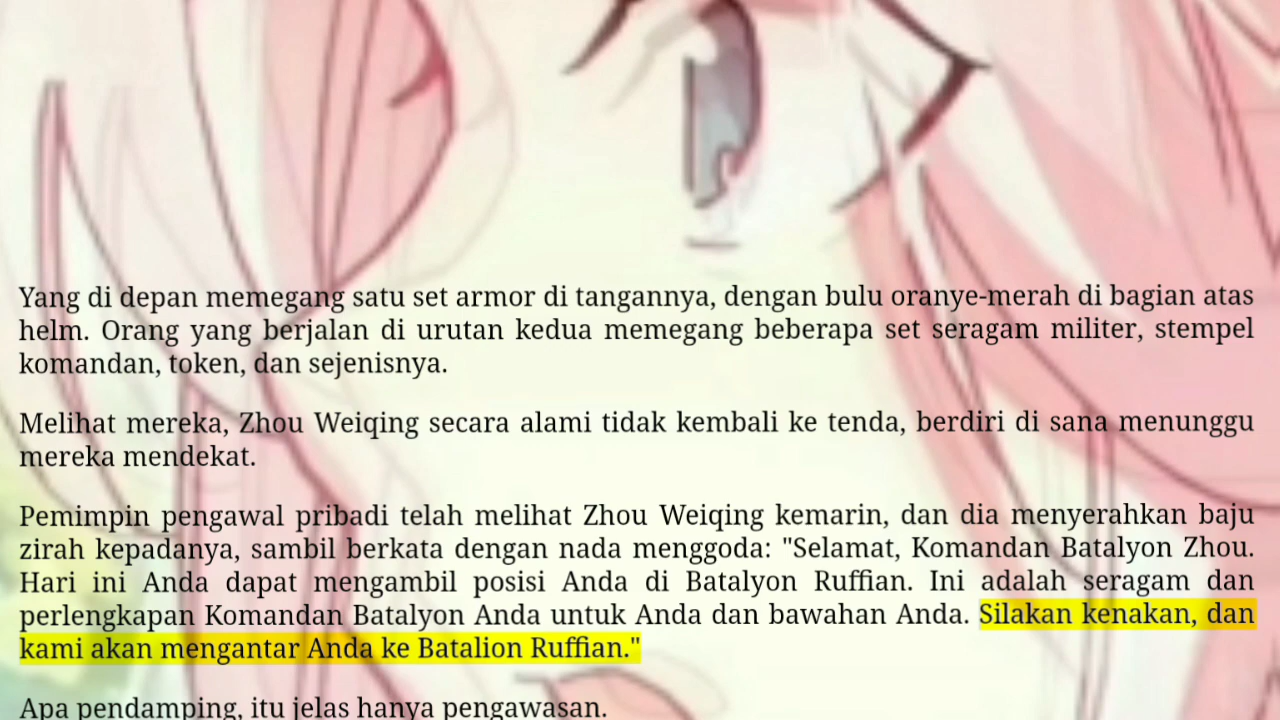 Yang di depan memegang satu set armor di tangannya, dengan bulu oranye-merah di bagian atas
helm. Orang yang berjalan di urutan kedua memegang beberapa set seragam militer, stempel
komandan, token, dan sejenisnya.
Melihat mereka, Zhou Weiqing secara alami tidak kembali ke tenda, berdiri di sana menunggu
mereka mendekat.
Pemimpin pengawal pribadi telah melihat Zhou Weiqing kemarin, dan dia menyerahkan baju
zirah kepadanya, sambil berkata dengan nada menggoda: "Selamat, Komandan Batalyon Zhou.
Hari ini Anda dapat mengambil posisi Anda di Batalyon Ruffian. Ini adalah seragam dan
perlengkapan Komandan Batalyon Anda untuk Anda dan bawahan Anda. Silakan kenakan, dan
kami akan mengantar Anda ke Batalion Ruffian."
Apa pendamping, itu jelas hanya pengawasan.